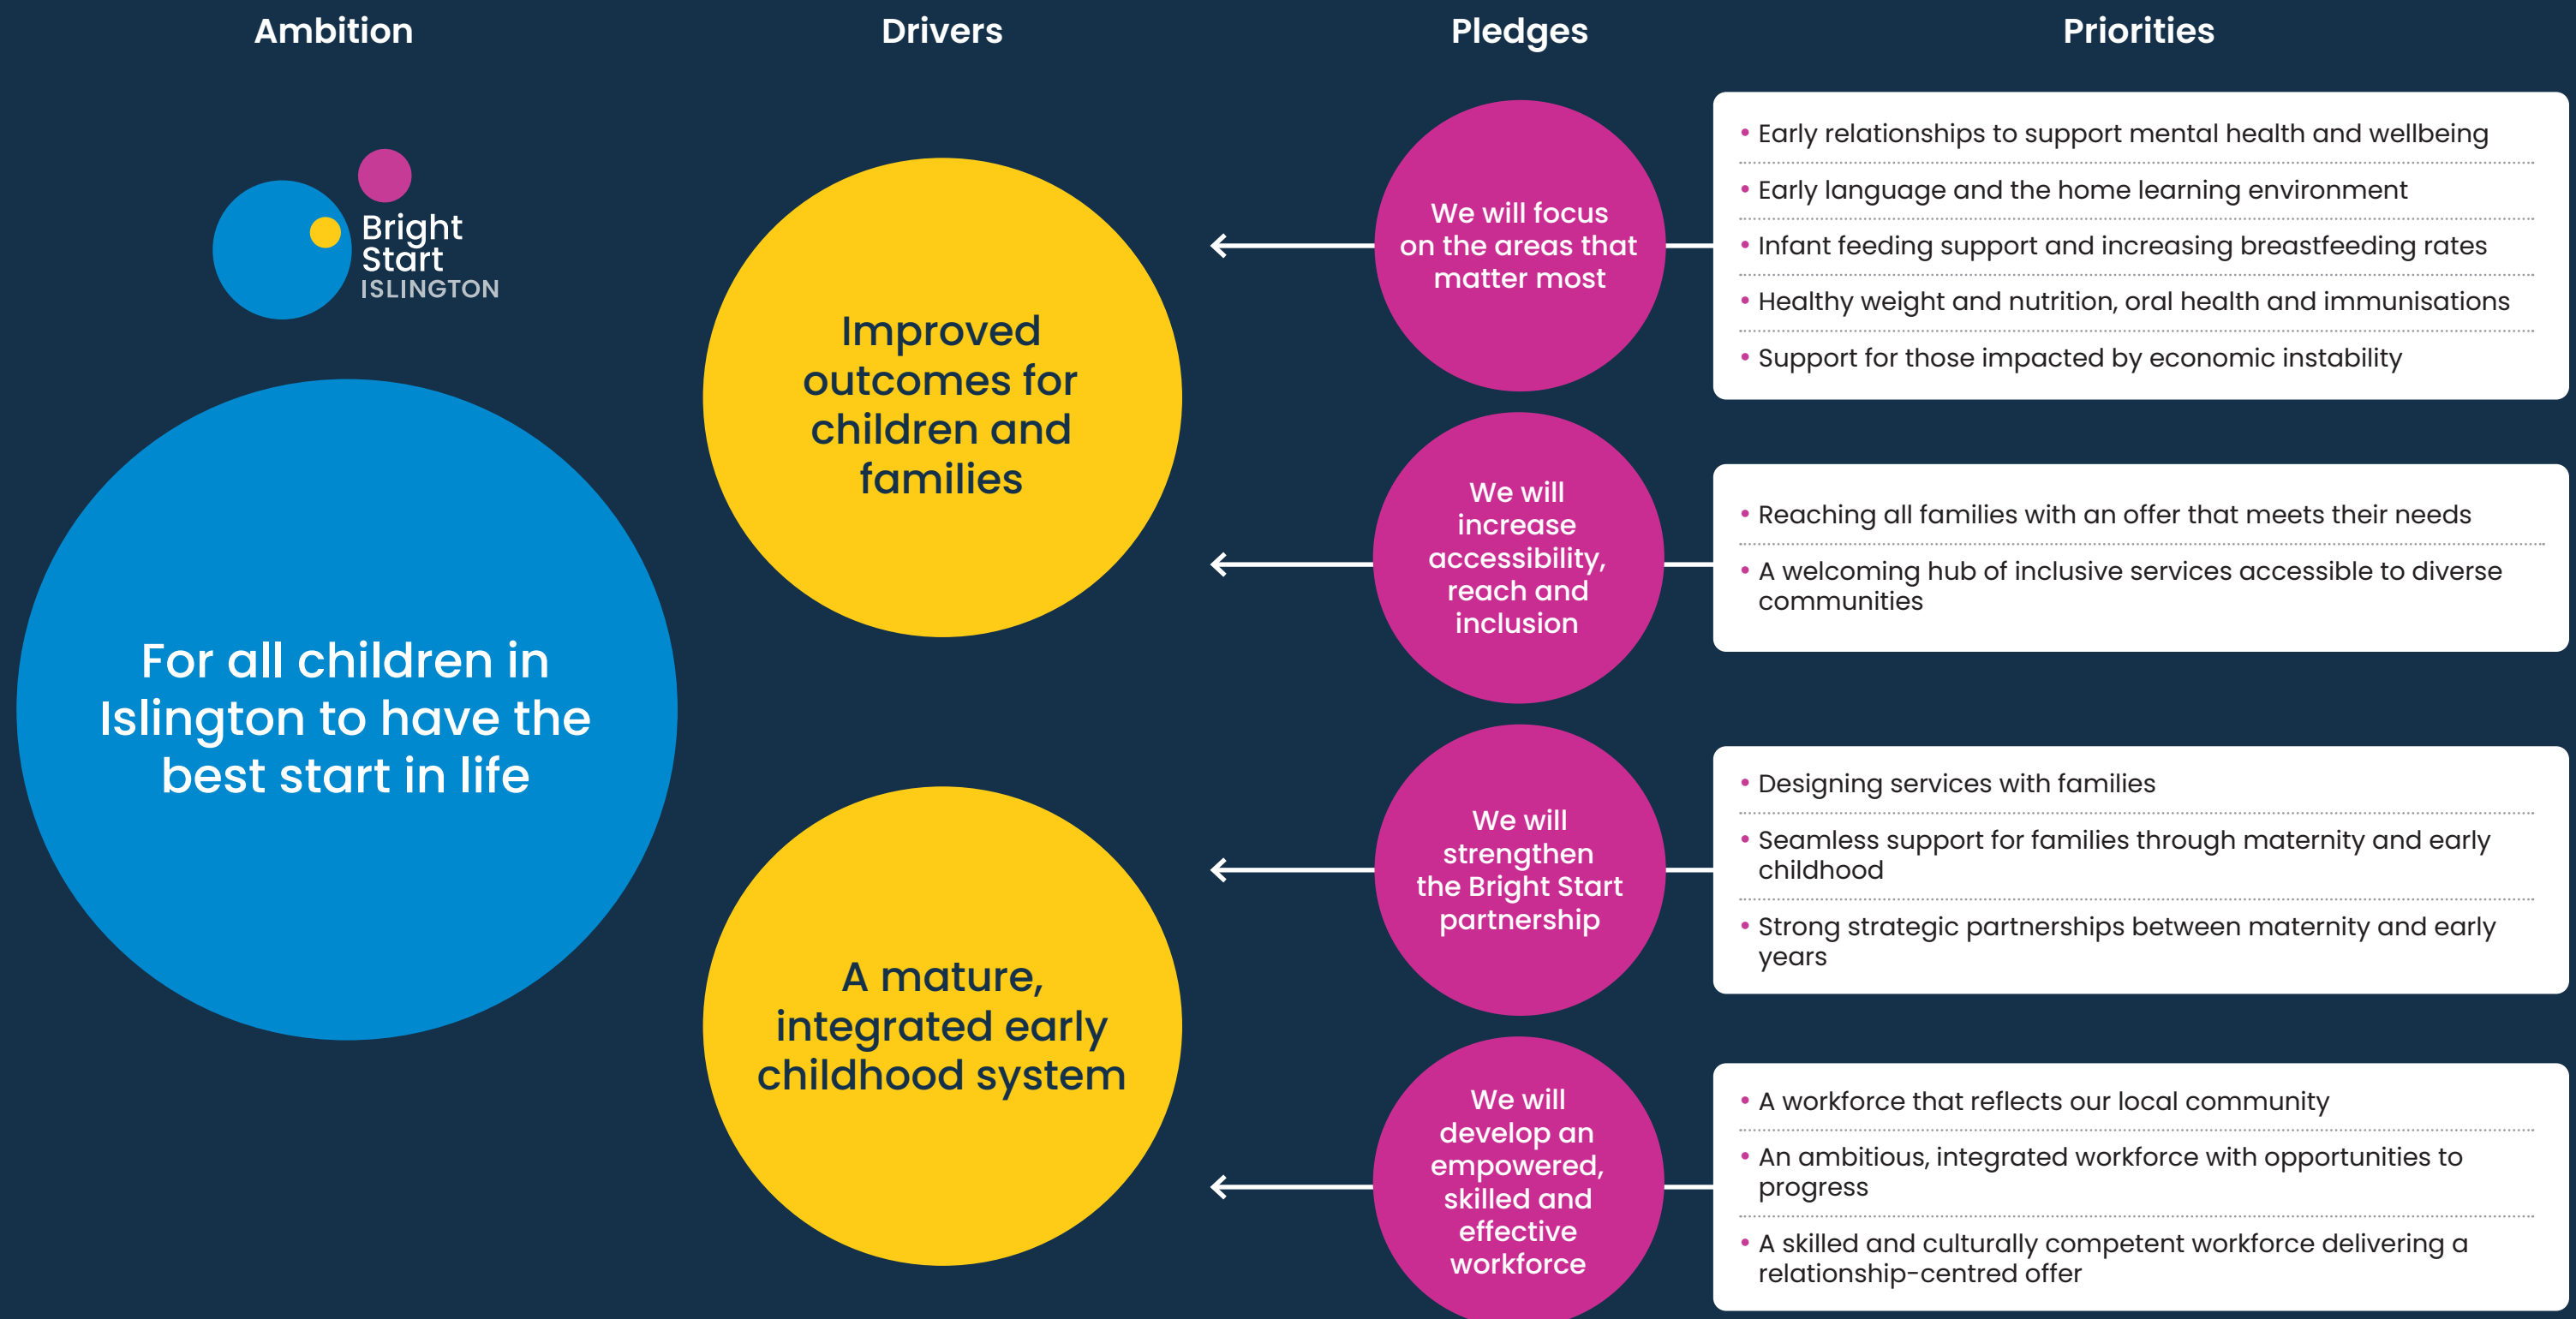 Ambition
Drivers
Pledges
Priorities
Bright
Start
ISLINGTON
For all children in
Islington to have the
best start in life
Improved
outcomes for
children and
families
A mature,
integrated early
childhood system
We will focus
on the areas that
matter most
• Early relationships to support mental health and wellbeing
• Early language and the home learning environment
• Infant feeding support and increasing breastfeeding rates
• Healthy weight and nutrition, oral health and immunisations
• Support for those impacted by economic instability
We will
increase
accessibility,
reach and
inclusion
• Reaching all families with an offer that meets their needs
• A welcoming hub of inclusive services accessible to diverse
communities
We will
strengthen
the Bright Start
partnership
• Designing services with families
• Seamless support for families through maternity and early
childhood
• Strong strategic partnerships between maternity and early
years
We will
develop an
empowered,
skilled and
effective
workforce
• A workforce that reflects our local community
• An ambitious, integrated workforce with opportunities to
progress
• A skilled and culturally competent workforce delivering a
relationship-centred offer